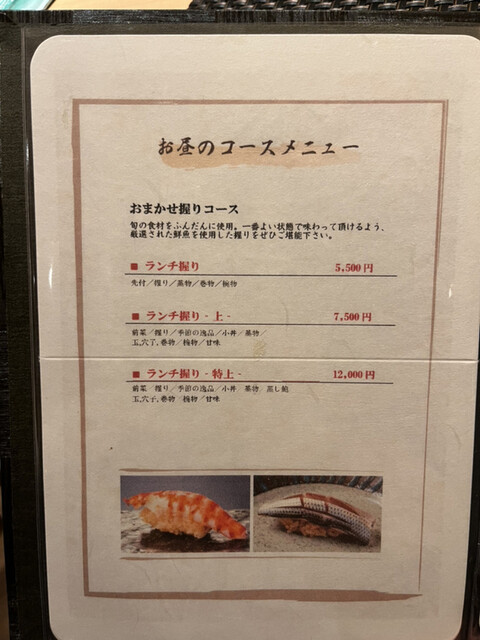 お昼のコースメニュー
おまかせ握りコース
旬の食材をふんだんに使用。一番よい状態で味わって頂けるよう、
厳選された鮮魚を使用した握りをぜひご堪能下さい。
■ ランチ握り 5,500円
先付／握り／蒸物／巻物／椀物
■ ランチ握り - 上 - 7,500円
前菜／握り／季節の逸品／小丼／蒸物／
玉、穴子、巻物／椀物／甘味
■ ランチ握り - 特上 - 12,000円
前菜／握り／季節の逸品／小丼／蒸物／蒸し鮑
玉、穴子、巻物／椀物／甘味